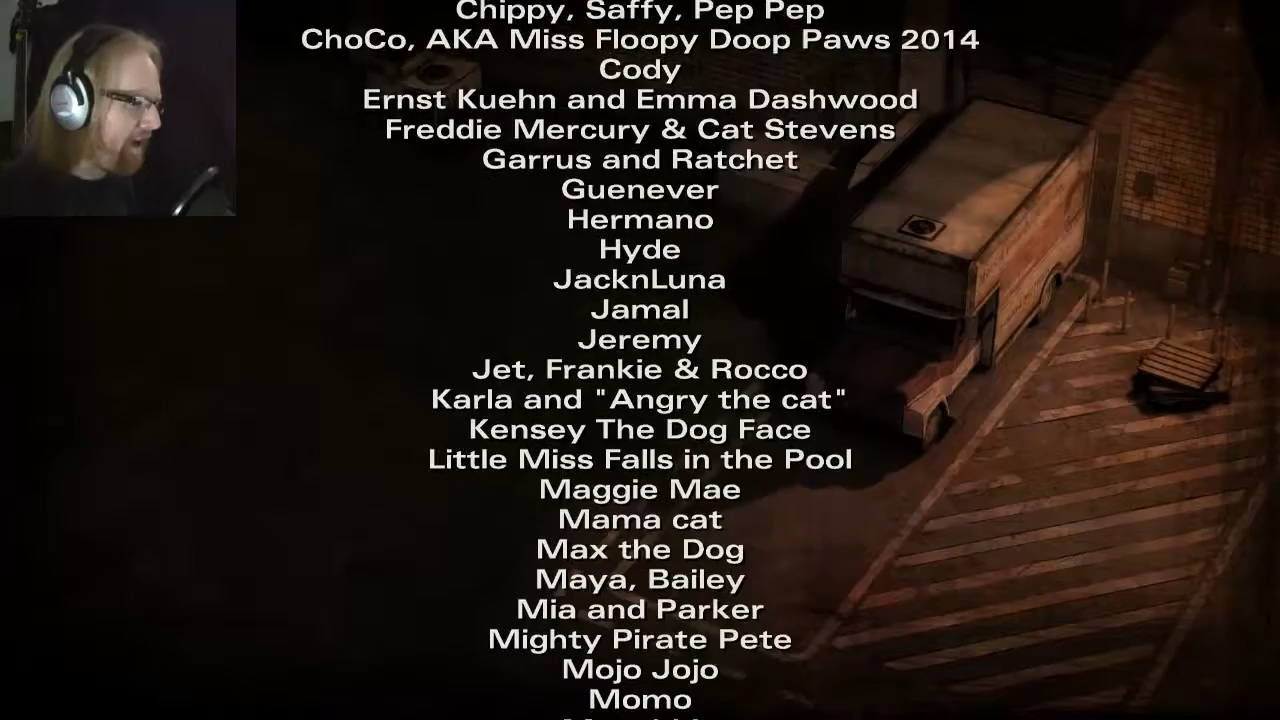 Chippy, Saffy, Pep Pep
ChoCo, AKA Miss Floopy Doop Paws 2014
Cody
Ernst Kuehn and Emma Dashwood
Freddie Mercury & Cat Stevens
Garrus and Ratchet
Guenever
Hermano
Hyde
JacknLuna
Jamal
Jeremy
Jet, Frankie & Rocco
Karla and "Angry the cat"
Kensey The Dog Face
Little Miss Falls in the Pool
Maggie Mae
Mama cat
Max the Dog
Maya, Bailey
Mia and Parker
Mighty Pirate Pete
Mojo Jojo
Momo